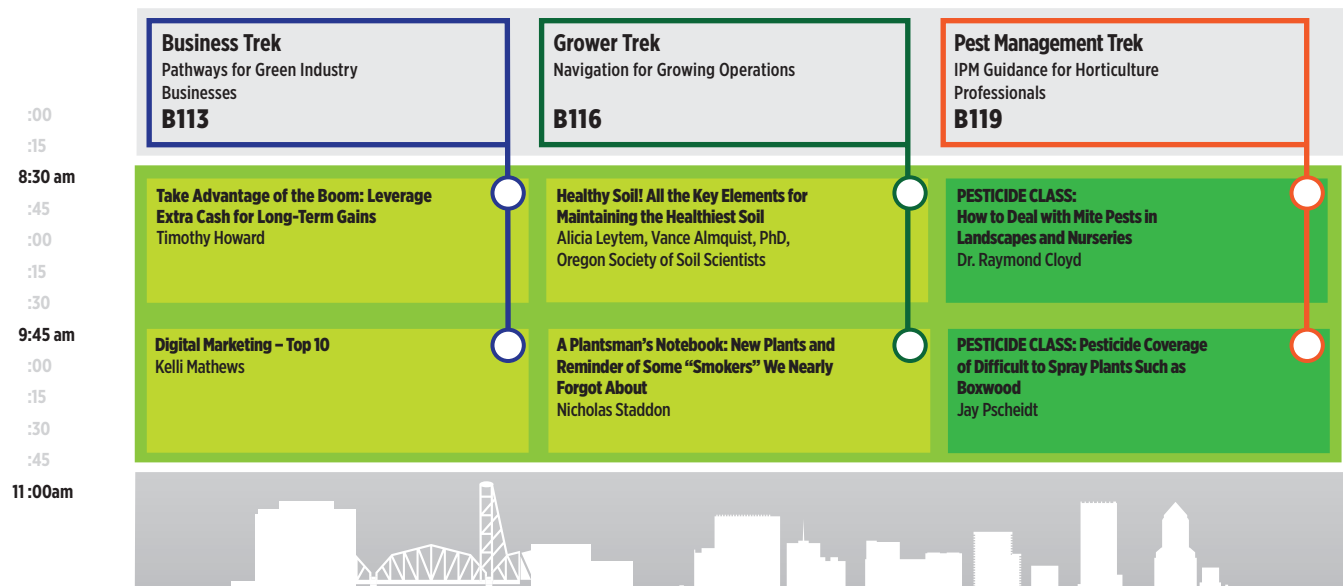 Business Trek
Pathways for Green Industry
Businesses
B113
Grower Trek
Navigation for Growing Operations
B116
Pest Management Trek
IPM Guidance for Horticulture
Professionals
B119
:00
:15
8:30 am
:45
:00
:15
:30
9:45 am
:00
:15
:30
:45
11 :00am
Take Advantage of the Boom: Leverage
Extra Cash for Long-Term Gains
Timothy Howard
Healthy Soil! All the Key Elements for
Maintaining the Healthiest Soil
Alicia Leytem, Vance Almquist, PhD,
Oregon Society of Soil Scientists
PESTICIDE CLASS:
How to Deal with Mite Pests in
Landscapes and Nurseries
Dr. Raymond Cloyd
Digital Marketing – Top 10
Kelli Mathews
A Plantsman’s Notebook: New Plants and
Reminder of Some “Smokers” We Nearly
Forgot About
Nicholas Staddon
PESTICIDE CLASS: Pesticide Coverage
of Difficult to Spray Plants Such as
Boxwood
Jay Pscheidt